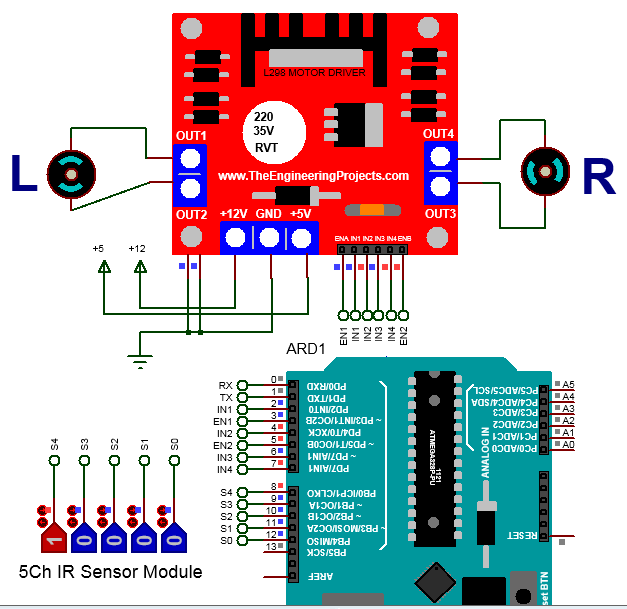 L298 MOTOR DRIVER
220
35V
RVT
OUT1
OUT4
www.TheEngineeringProjects.com
L
R
OUT2
OUT3
+12V GND +5V
ENA IN1 IN2 IN3 IN4 ENB
+5 +12
EN1 IN1 IN2 IN3 IN4 EN2
ARD1
RX 0 PD0/RXD
TX 1 PD1/TXD
IN1 2 PD2/INT0
EN1 3 ~ PD3/INT1/OC2B
IN2 4 PD4/T0/XCK
EN2 5 ~ PD5/T1/OC0B
IN3 6 ~ PD6/AIN0
IN4 7 PD7/AIN1
S4 8 PB0/ICP1/CLKO
S3 9 ~ PB1/OC1A
S2 10 ~ PB2/OC1B
S1 11 ~ PB3/MOSI/OC2A
S0 12 PB4/MISO
13 PB5/SCK
AREF
1121
ATMEGA328P-PU
ANALOG IN
PC5/ADC5/SCL A5
PC4/ADC4/SDA A4
PC3/ADC3 A3
PC2/ADC2 A2
PC1/ADC1 A1
PC0/ADC0 A0
RESET
set BTN
S4 S3 S2 S1 S0
1 0 0 0 0
5Ch IR Sensor Module